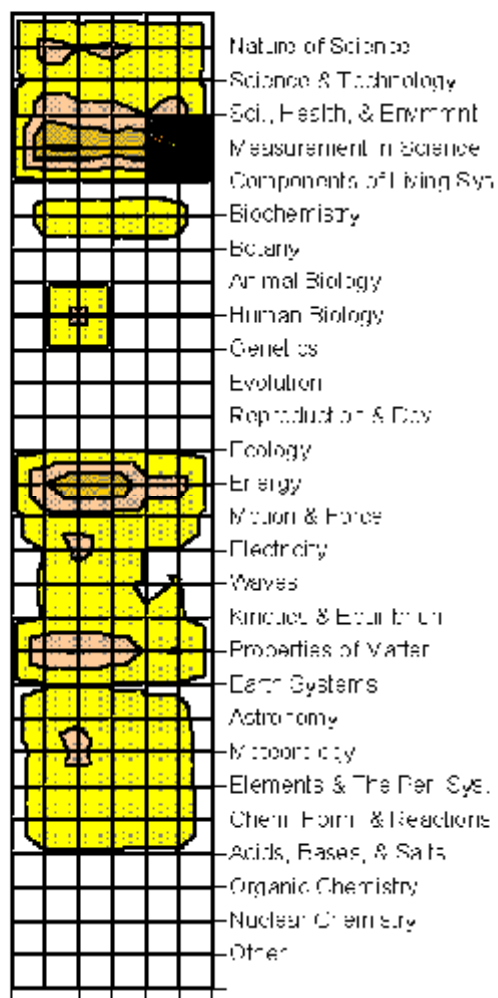 Nature of Science
Science & Technology
Sci., Health, & Envrnmnt
Measurement in Science
Components of Living Sys
Biochemistry
Botany
Animal Biology
Human Biology
Genetics
Evolution
Reproduction & Dev
Ecology
Energy
Motion & Force
Electricity
Waves
Kinetics & Equilibrium
Properties of Matter
Earth Systems
Astronomy
Meteorology
Elements & The Per. Sys.
Chem. Form. & Reactions
Acids, Bases, & Salts
Organic Chemistry
Nuclear Chemistry
Other